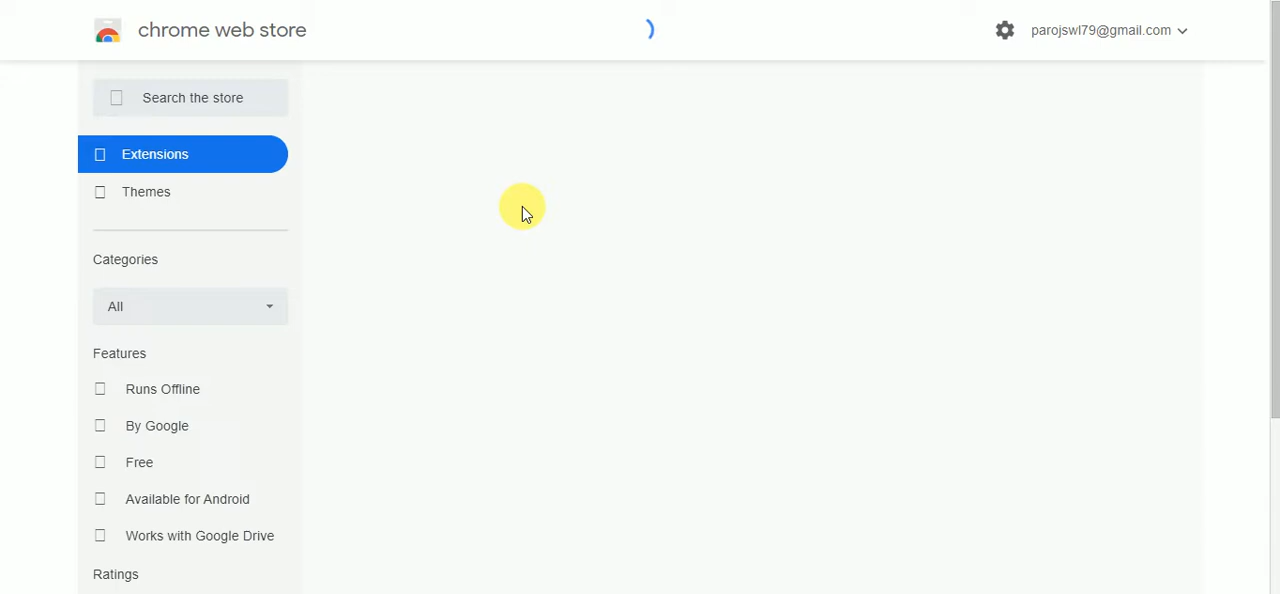 chrome web store
parojswl79@gmail.com
Search the store
Extensions
Themes
Categories
All
Features
Runs Offline
By Google
Free
Available for Android
Works with Google Drive
Ratings